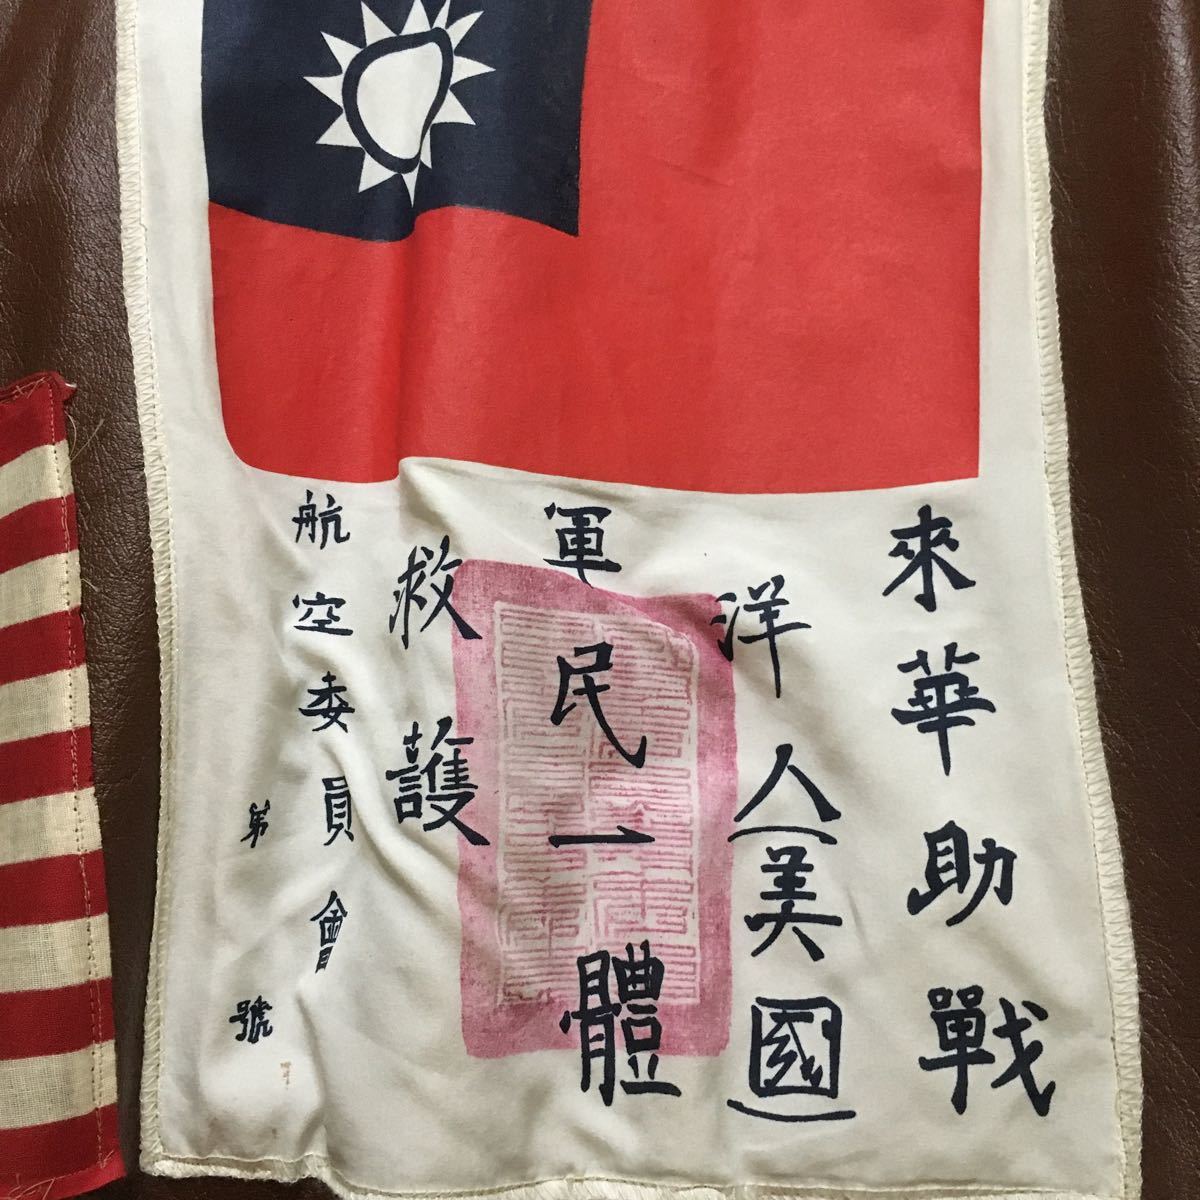 來華助戰
洋人(美國)
軍民一體
救護
航空委員會
第號